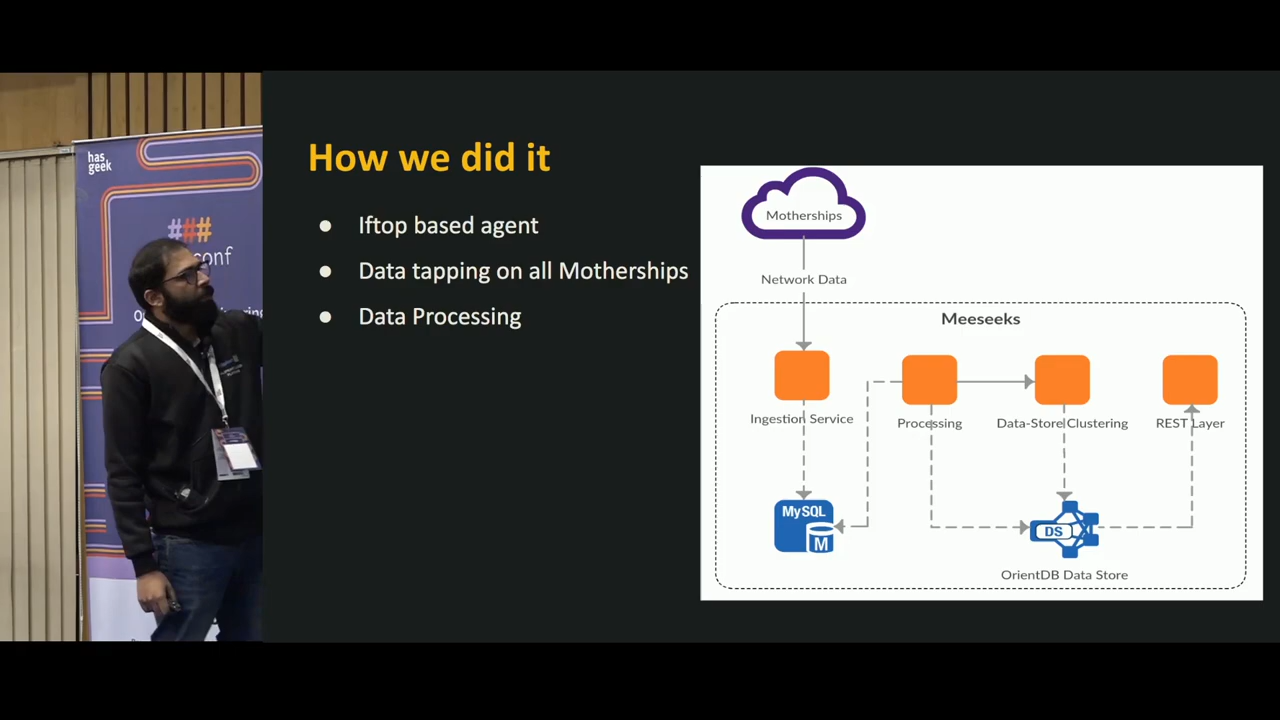 has
geek
###
conf
How we did it
● Iftop based agent
● Data tapping on all Motherships
● Data Processing
Motherships
Network Data
Meeseeks
Ingestion Service
Processing
Data-Store Clustering
REST Layer
MySQL
M
DS
OrientDB Data Store